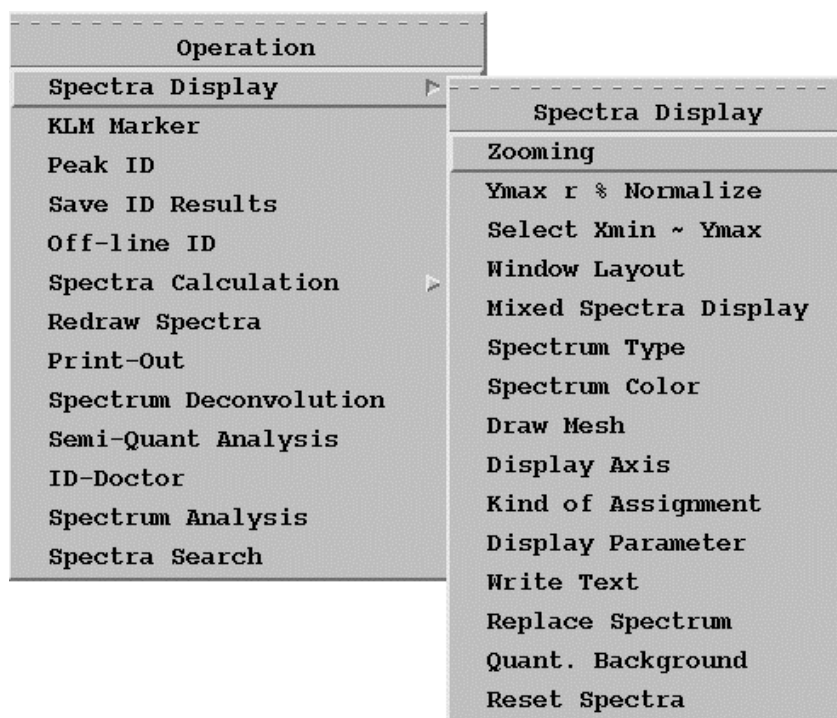 Operation
Spectra Display
KLM Marker
Peak ID
Save ID Results
Off-line ID
Spectra Calculation
Redraw Spectra
Print-Out
Spectrum Deconvolution
Semi-Quant Analysis
ID-Doctor
Spectrum Analysis
Spectra Search
Spectra Display
Zooming
Ymax r % Normalize
Select Xmin ~ Ymax
Window Layout
Mixed Spectra Display
Spectrum Type
Spectrum Color
Draw Mesh
Display Axis
Kind of Assignment
Display Parameter
Write Text
Replace Spectrum
Quant. Background
Reset Spectra